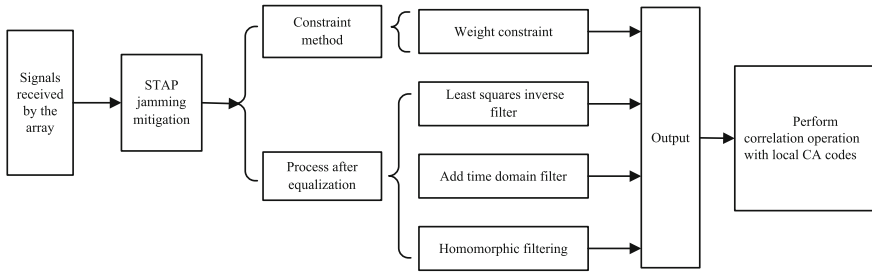 Signals
received
by the
array
STAP
jamming
mitigation
Constraint
method
Process after
equalization
Weight constraint
Least squares inverse
filter
Add time domain filter
Homomorphic filtering
Output
Perform
correlation operation
with local CA codes